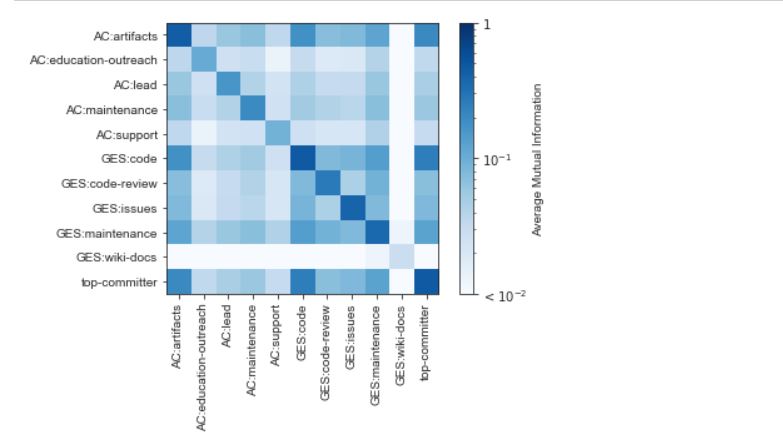 AC:artifacts
AC:education-outreach
AC:lead
AC:maintenance
AC:support
GES:code
GES:code-review
GES:issues
GES:maintenance
GES:wiki-docs
top-committer
AC:artifacts
AC:education-outreach
AC:lead
AC:maintenance
AC:support
GES:code
GES:code-review
GES:issues
GES:maintenance
GES:wiki-docs
top-committer
1
10⁻¹
< 10⁻²
Average Mutual Information